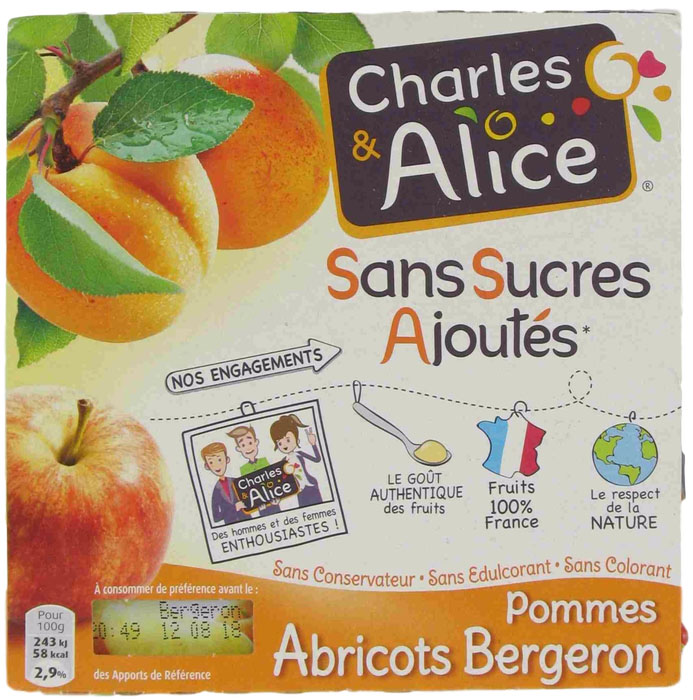 Charles
& Alice
®
Sans Sucres
Ajoutés*
NOS ENGAGEMENTS
Charles
& Alice
Des hommes et des femmes
ENTHOUSIASTES !
LE GOÛT
AUTHENTIQUE
des fruits
Fruits
100%
France
Le respect
de la
NATURE
Sans Conservateur • Sans Edulcorant • Sans Colorant
À consommer de préférence avant le :
Bergeron
20:49 12 08 18
Pour
100g
243 kJ
58 kcal
2,9%
des Apports de Référence
Pommes
Abricots Bergeron